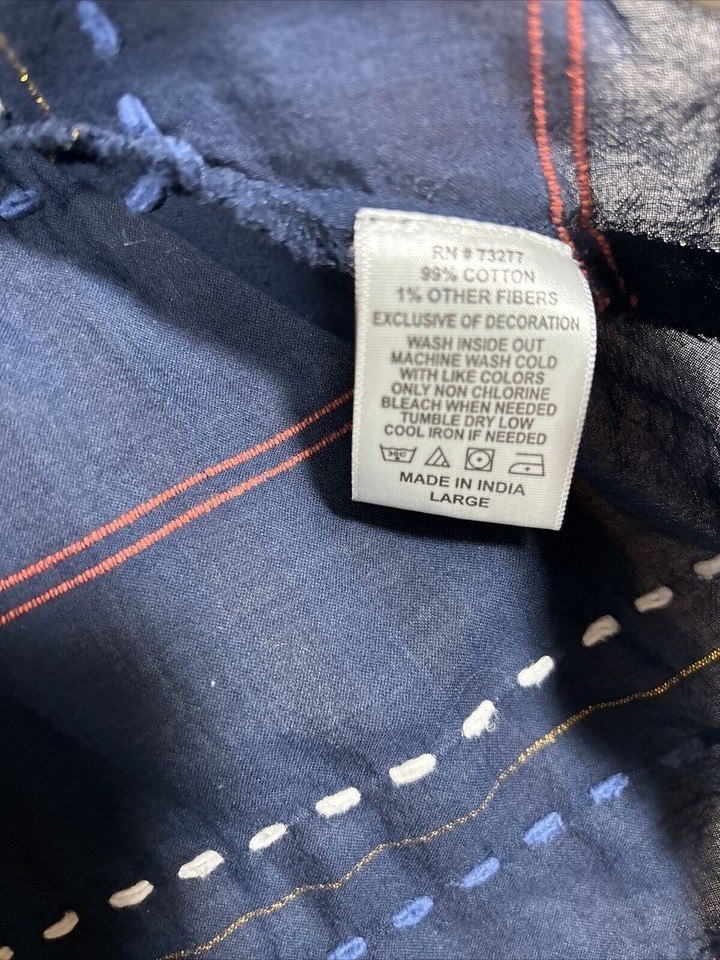 RN # 73277
99% COTTON
1% OTHER FIBERS
EXCLUSIVE OF DECORATION
WASH INSIDE OUT
MACHINE WASH COLD
WITH LIKE COLORS
ONLY NON CHLORINE
BLEACH WHEN NEEDED
TUMBLE DRY LOW
COOL IRON IF NEEDED
30C
MADE IN INDIA
LARGE